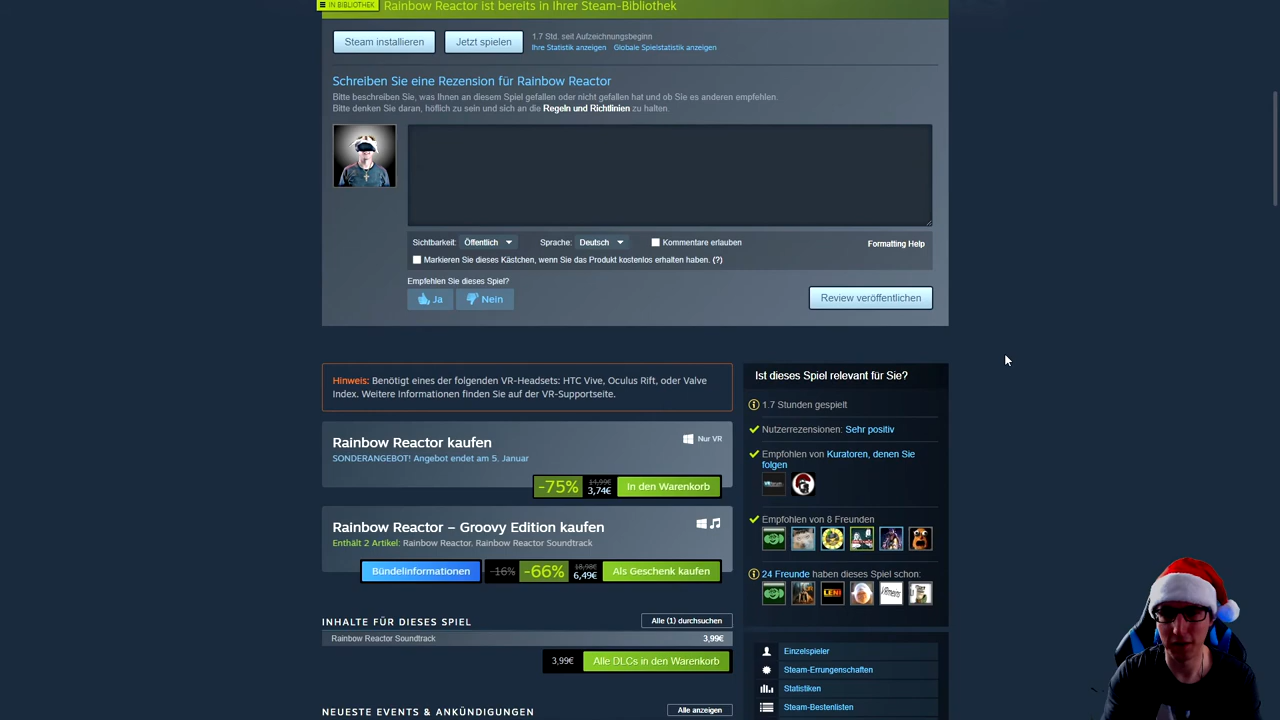 IN BIBLIOTHEK Rainbow Reactor ist bereits in Ihrer Steam-Bibliothek
Steam installieren
Jetzt spielen
1.7 Std. seit Aufzeichnungsbeginn
Ihre Statistik anzeigen Globale Spielstatistik anzeigen
Schreiben Sie eine Rezension für Rainbow Reactor
Bitte beschreiben Sie, was Ihnen an diesem Spiel gefallen oder nicht gefallen hat und ob Sie es anderen empfehlen.
Bitte denken Sie daran, höflich zu sein und sich an die Regeln und Richtlinien zu halten.
Sichtbarkeit: Öffentlich Sprache: Deutsch Kommentare erlauben Formatting Help
Markieren Sie dieses Kästchen, wenn Sie das Produkt kostenlos erhalten haben. (?)
Empfehlen Sie dieses Spiel?
Ja Nein
Review veröffentlichen
Hinweis: Benötigt eines der folgenden VR-Headsets: HTC Vive, Oculus Rift, oder Valve
Index. Weitere Informationen finden Sie auf der VR-Supportseite.
Rainbow Reactor kaufen
Nur VR
SONDERANGEBOT! Angebot endet am 5. Januar
-75%
14,99€
3,74€
In den Warenkorb
Rainbow Reactor – Groovy Edition kaufen
Enthält 2 Artikel: Rainbow Reactor, Rainbow Reactor Soundtrack
Bündelinformationen
-16%
-66%
18,98€
6,49€
Als Geschenk kaufen
INHALTE FÜR DIESES SPIEL
Alle (1) durchsuchen
Rainbow Reactor Soundtrack 3,99€
3,99€ Alle DLCs in den Warenkorb
NEUESTE EVENTS & ANKÜNDIGUNGEN
Alle anzeigen
Ist dieses Spiel relevant für Sie?
1.7 Stunden gespielt
Nutzerrezensionen: Sehr positiv
Empfohlen von Kuratoren, denen Sie
folgen
Empfohlen von 8 Freunden
24 Freunde haben dieses Spiel schon:
LENI
Einzelspieler
Steam-Errungenschaften
Statistiken
Steam-Bestenlisten